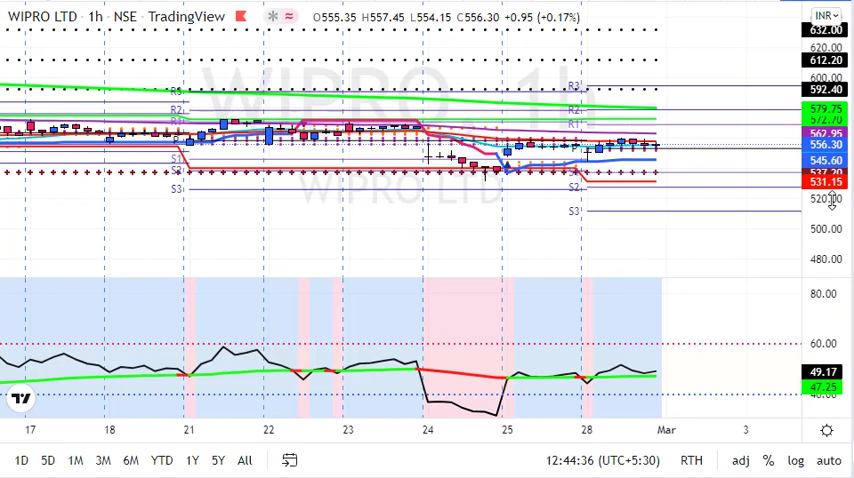 WIPRO LTD · 1h · NSE · TradingView O555.35 H557.45 L554.15 C556.30 +0.95 (+0.17%) INR
WIPRO, 1h
WIPRO LTD
632.00
620.00
612.20
600.00
592.40
579.75
572.70
562.95
556.30
545.60
537.20
531.15
500.00
480.00
R3
R2
R1
P
S1
S2
S3
R3
R2
R1
P
S2
S3
80.00
60.00
49.17
47.25
17 18 21 22 23 24 25 28 Mar 3
1D 5D 1M 3M 6M YTD 1Y 5Y All 12:44:36 (UTC+5:30) RTH adj % log auto